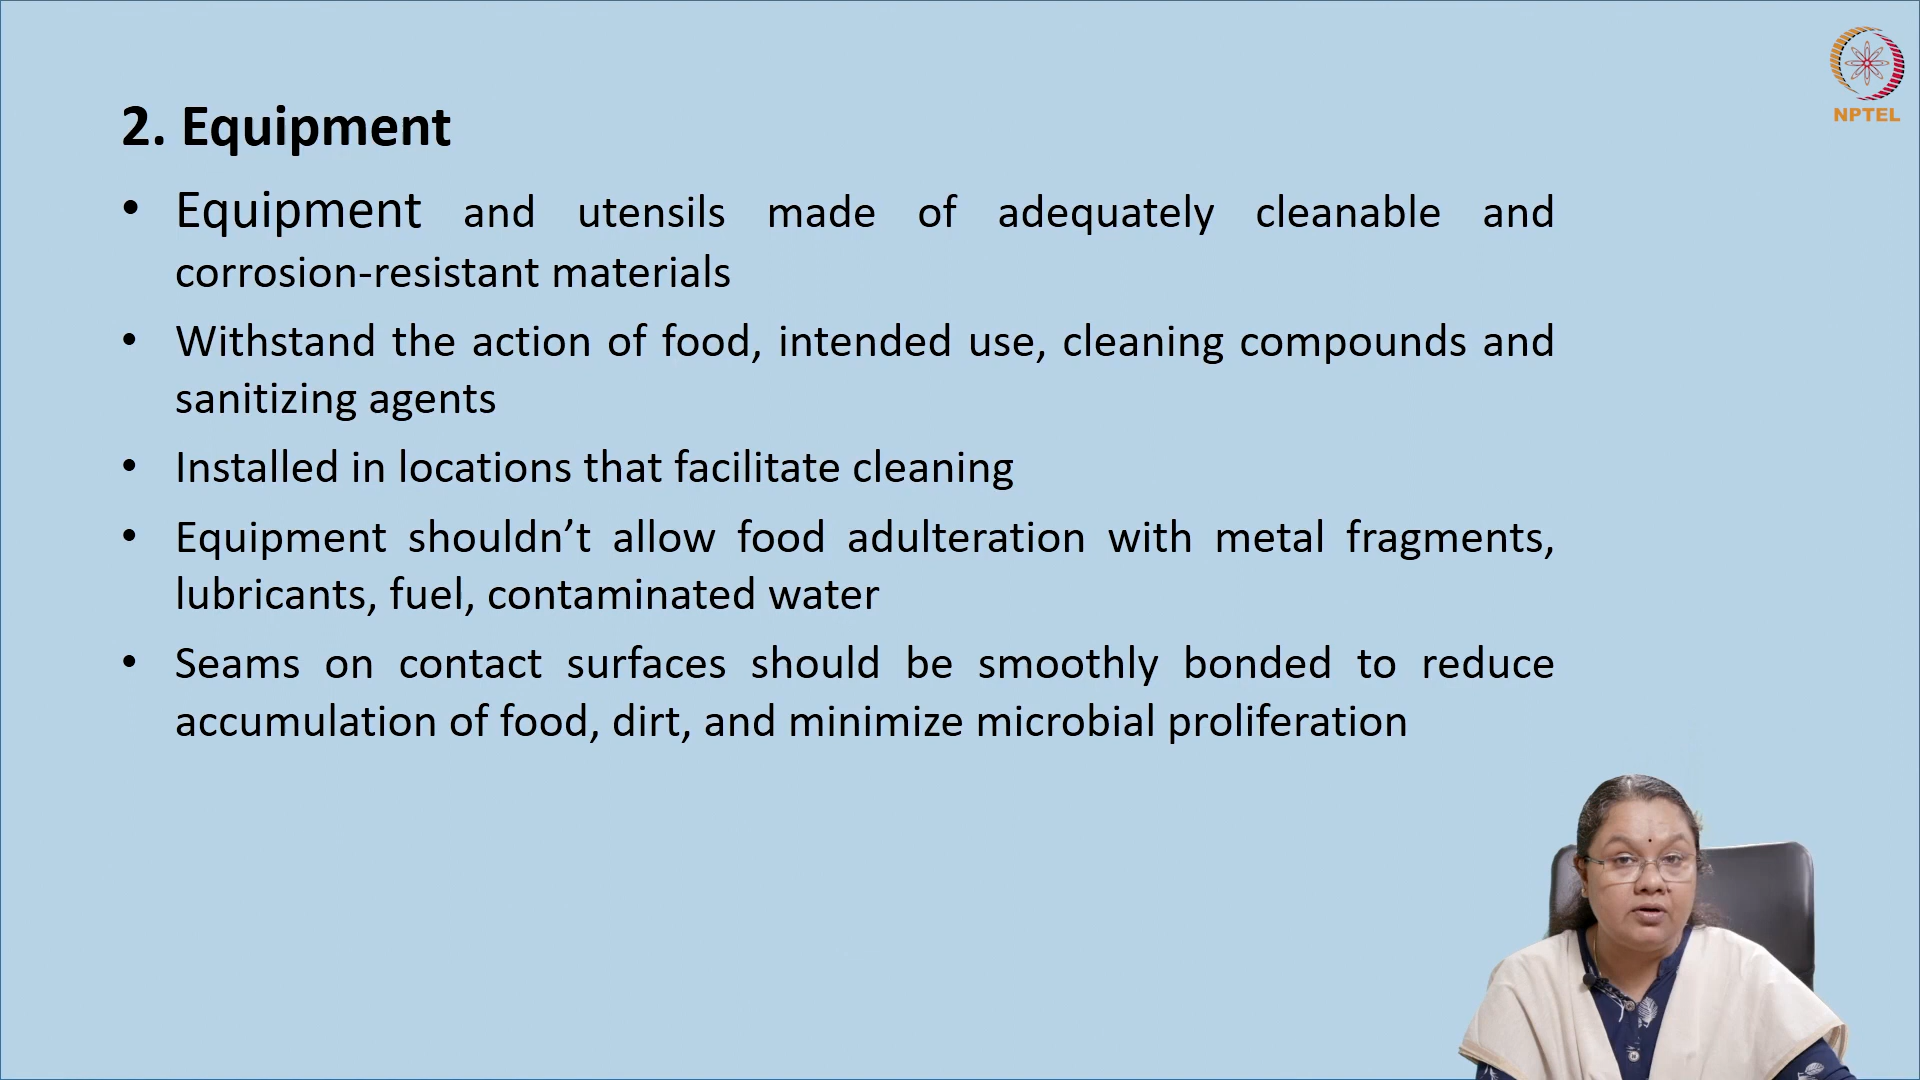 NPTEL
2. Equipment
• Equipment and utensils made of adequately cleanable and
corrosion-resistant materials
• Withstand the action of food, intended use, cleaning compounds and
sanitizing agents
• Installed in locations that facilitate cleaning
• Equipment shouldn’t allow food adulteration with metal fragments,
lubricants, fuel, contaminated water
• Seams on contact surfaces should be smoothly bonded to reduce
accumulation of food, dirt, and minimize microbial proliferation